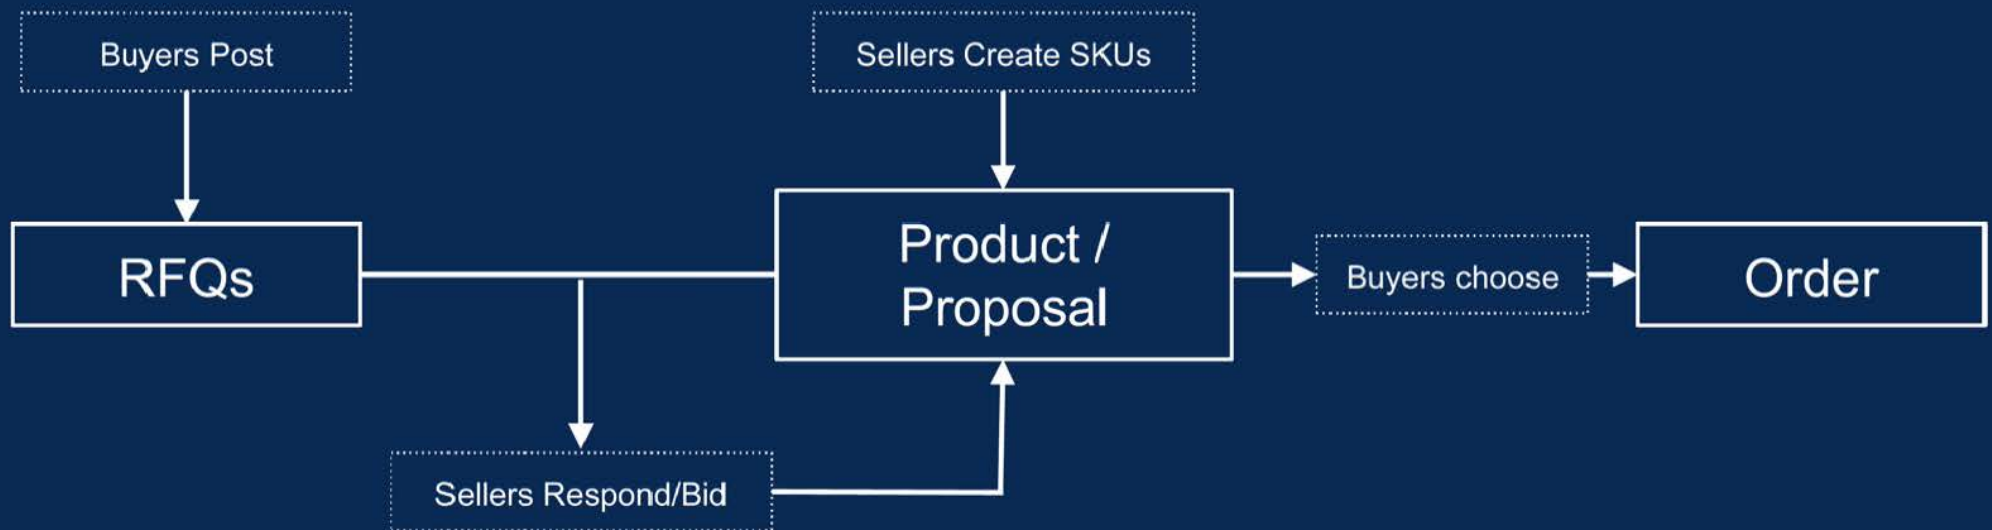 Buyers Post
Sellers Create SKUs
RFQs
Product /
Proposal
Buyers choose
Order
Sellers Respond/Bid